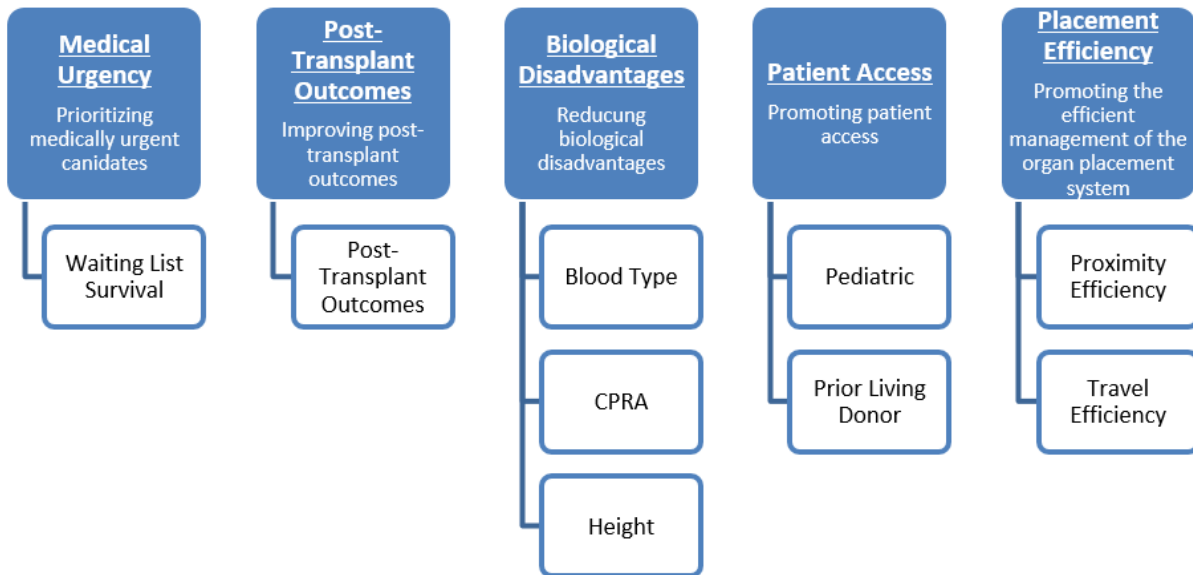 Medical
Urgency
Prioritizing
medically urgent
candidates
Waiting List
Survival
Post-
Transplant
Outcomes
Improving post-
transplant
outcomes
Post-
Transplant
Outcomes
Biological
Disadvantages
Reducung
biological
disadvantages
Blood Type
CPRA
Height
Patient Access
Promoting patient
access
Pediatric
Prior Living
Donor
Placement
Efficiency
Promoting the
efficient
management of the
organ placement
system
Proximity
Efficiency
Travel
Efficiency